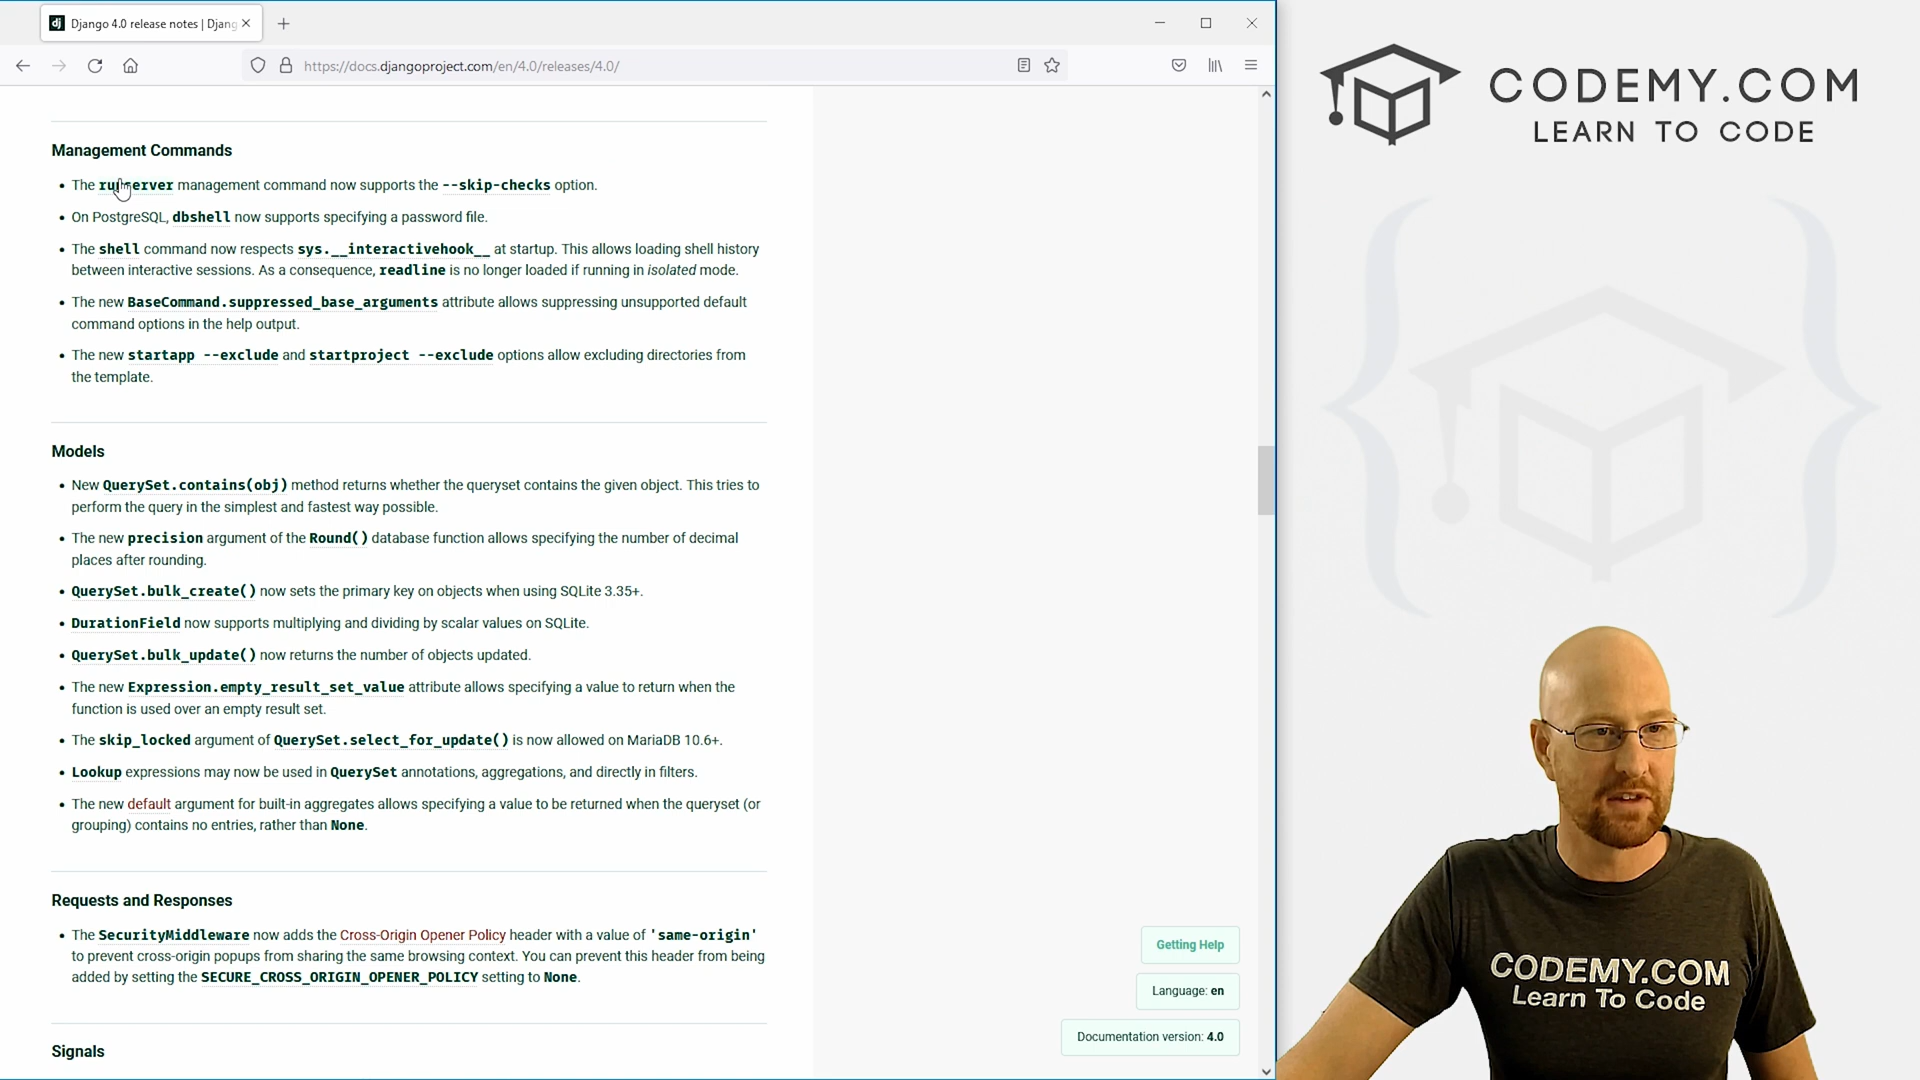 dj Django 4.0 release notes | Djang
https://docs.djangoproject.com/en/4.0/releases/4.0/
Management Commands
• The runserver management command now supports the --skip-checks option.
• On PostgreSQL, dbshell now supports specifying a password file.
• The shell command now respects sys.__interactivehook__ at startup. This allows loading shell history
between interactive sessions. As a consequence, readline is no longer loaded if running in isolated mode.
• The new BaseCommand.suppressed_base_arguments attribute allows suppressing unsupported default
command options in the help output.
• The new startapp --exclude and startproject --exclude options allow excluding directories from
the template.
Models
• New QuerySet.contains(obj) method returns whether the queryset contains the given object. This tries to
perform the query in the simplest and fastest way possible.
• The new precision argument of the Round() database function allows specifying the number of decimal
places after rounding.
• QuerySet.bulk_create() now sets the primary key on objects when using SQLite 3.35+.
• DurationField now supports multiplying and dividing by scalar values on SQLite.
• QuerySet.bulk_update() now returns the number of objects updated.
• The new Expression.empty_result_set_value attribute allows specifying a value to return when the
function is used over an empty result set.
• The skip_locked argument of QuerySet.select_for_update() is now allowed on MariaDB 10.6+.
• Lookup expressions may now be used in QuerySet annotations, aggregations, and directly in filters.
• The new default argument for built-in aggregates allows specifying a value to be returned when the queryset (or
grouping) contains no entries, rather than None.
Requests and Responses
• The SecurityMiddleware now adds the Cross-Origin Opener Policy header with a value of 'same-origin'
to prevent cross-origin popups from sharing the same browsing context. You can prevent this header from being
added by setting the SECURE_CROSS_ORIGIN_OPENER_POLICY setting to None.
Signals
Getting Help
Language: en
Documentation version: 4.0
CODEMY.COM
LEARN TO CODE
CODEMY.COM
Learn To Code